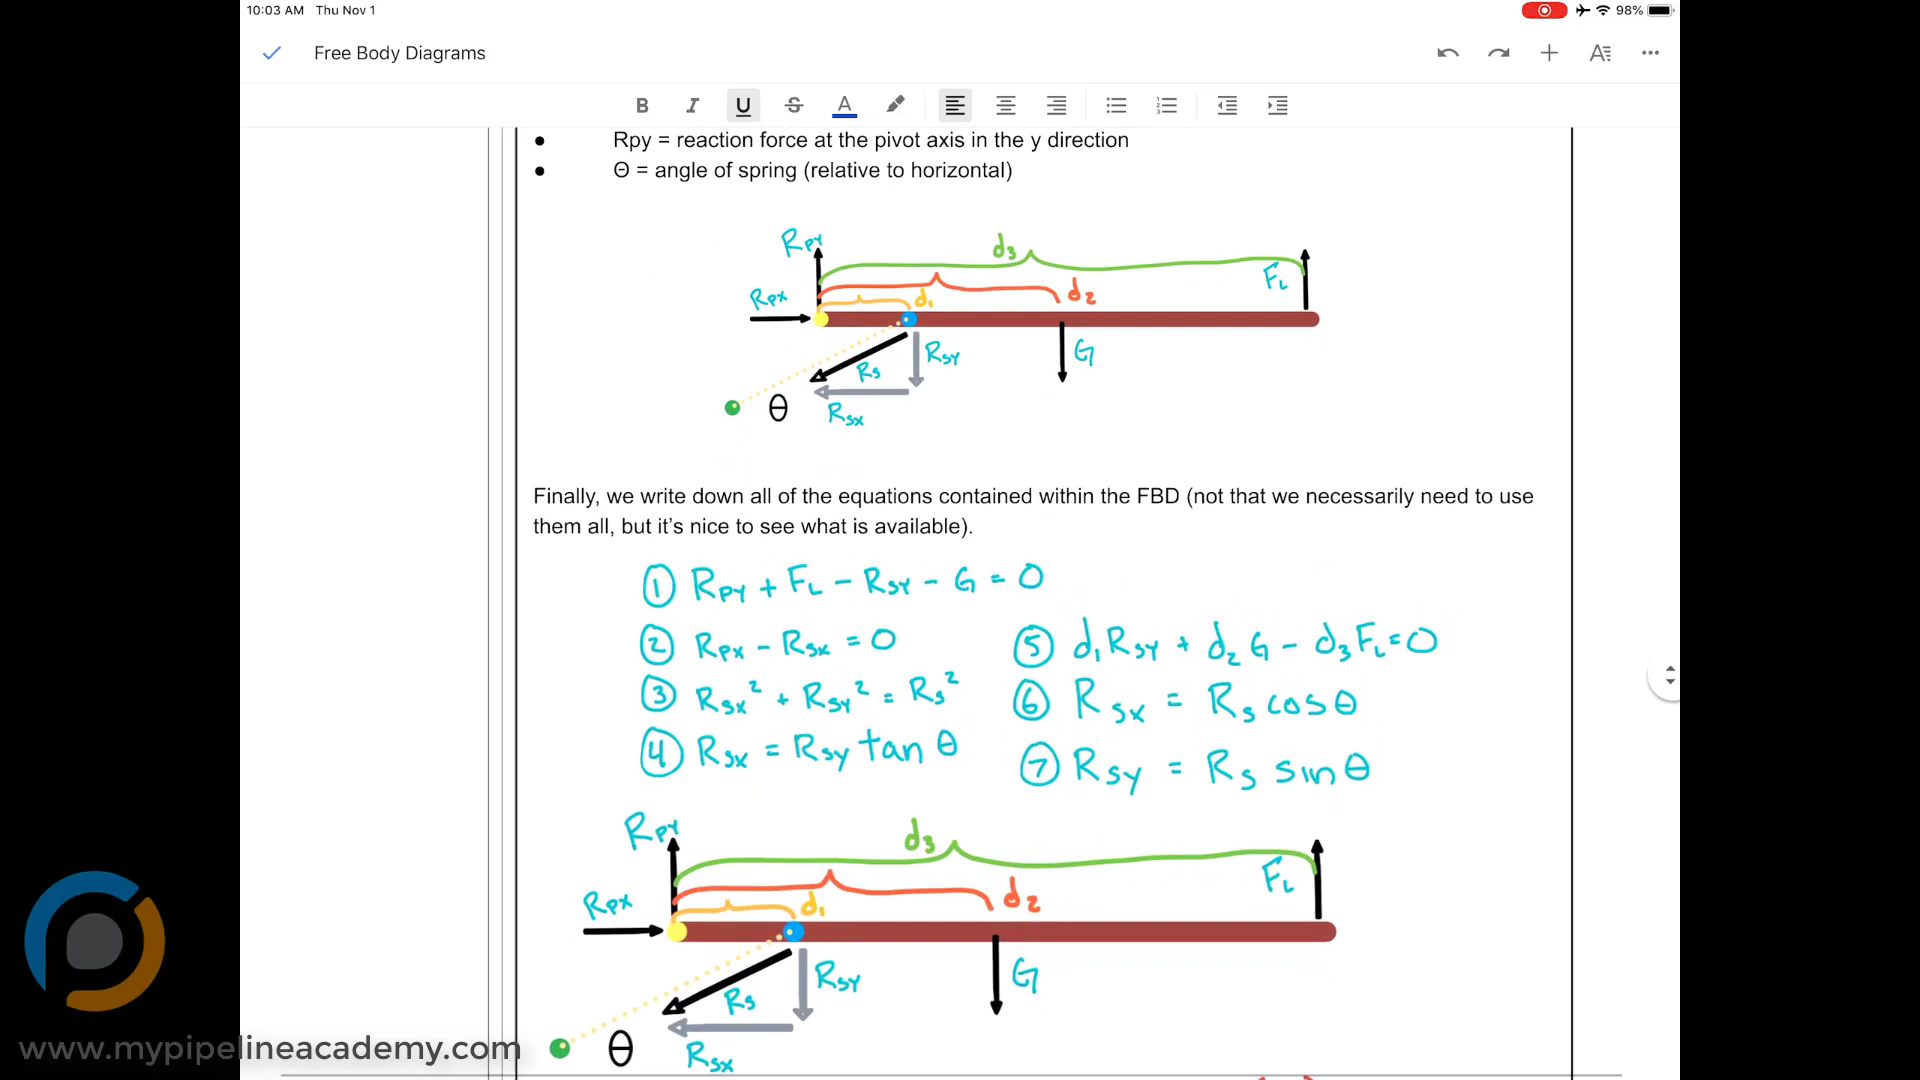 10:03 AM Thu Nov 1
98%
Free Body Diagrams
B I U S A
Rpy = reaction force at the pivot axis in the y direction
Θ = angle of spring (relative to horizontal)
RPY
d3
FL
RPX
d1
d2
RSY
G
RS
θ
RSX
Finally, we write down all of the equations contained within the FBD (not that we necessarily need to use
them all, but it's nice to see what is available).
① RPY + FL - RSY - G = 0
② RPX - RSX = 0
③ RSX² + RSY² = RS²
④ RSX = RSY tan θ
⑤ d1RSY + d2G - d3FL = 0
⑥ RSX = RS cosθ
⑦ RSY = RS sinθ
RPY
d3
FL
RPX
d1
d2
RSY
G
RS
θ
RSX
www.mypipelineacademy.com